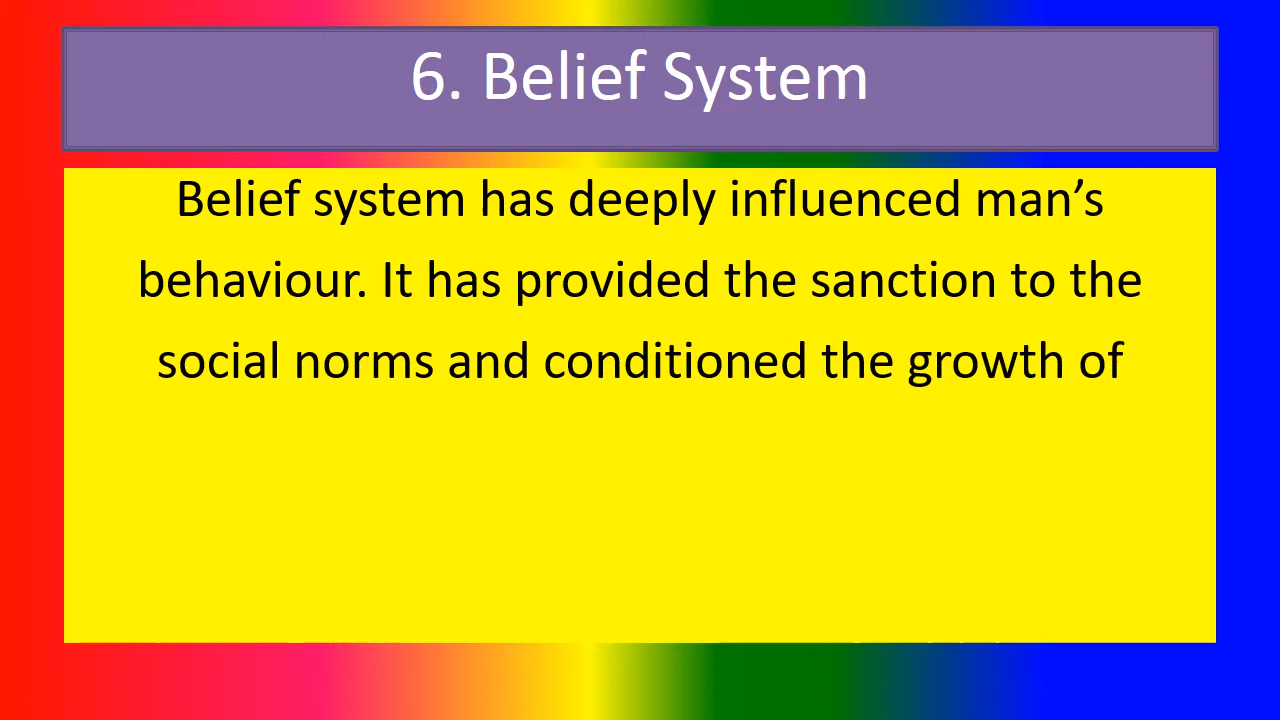 6. Belief System
Belief system has deeply influenced man’s
behaviour. It has provided the sanction to the
social norms and conditioned the growth of